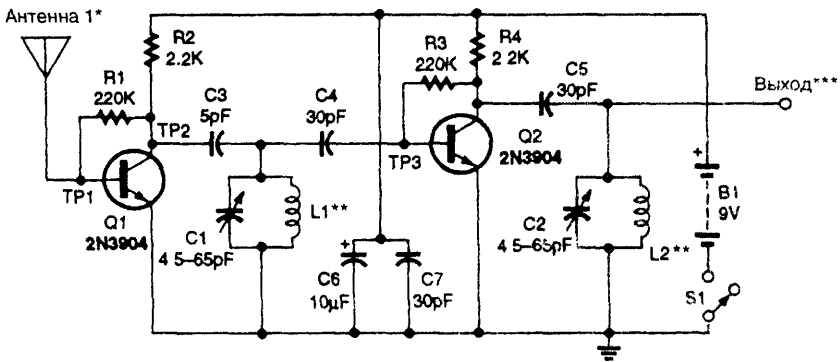 Антенна 1*
R1
220K
R2
2.2K
TP1
TP2
Q1
2N3904
C3
5pF
C1
4 5–65pF
L1**
C4
30pF
C6
+
10µF
C7
30pF
R3
220K
R4
2 2K
TP3
Q2
2N3904
C5
30pF
C2
4 5–65pF
L2**
Выход***
+
B1
9V
S1